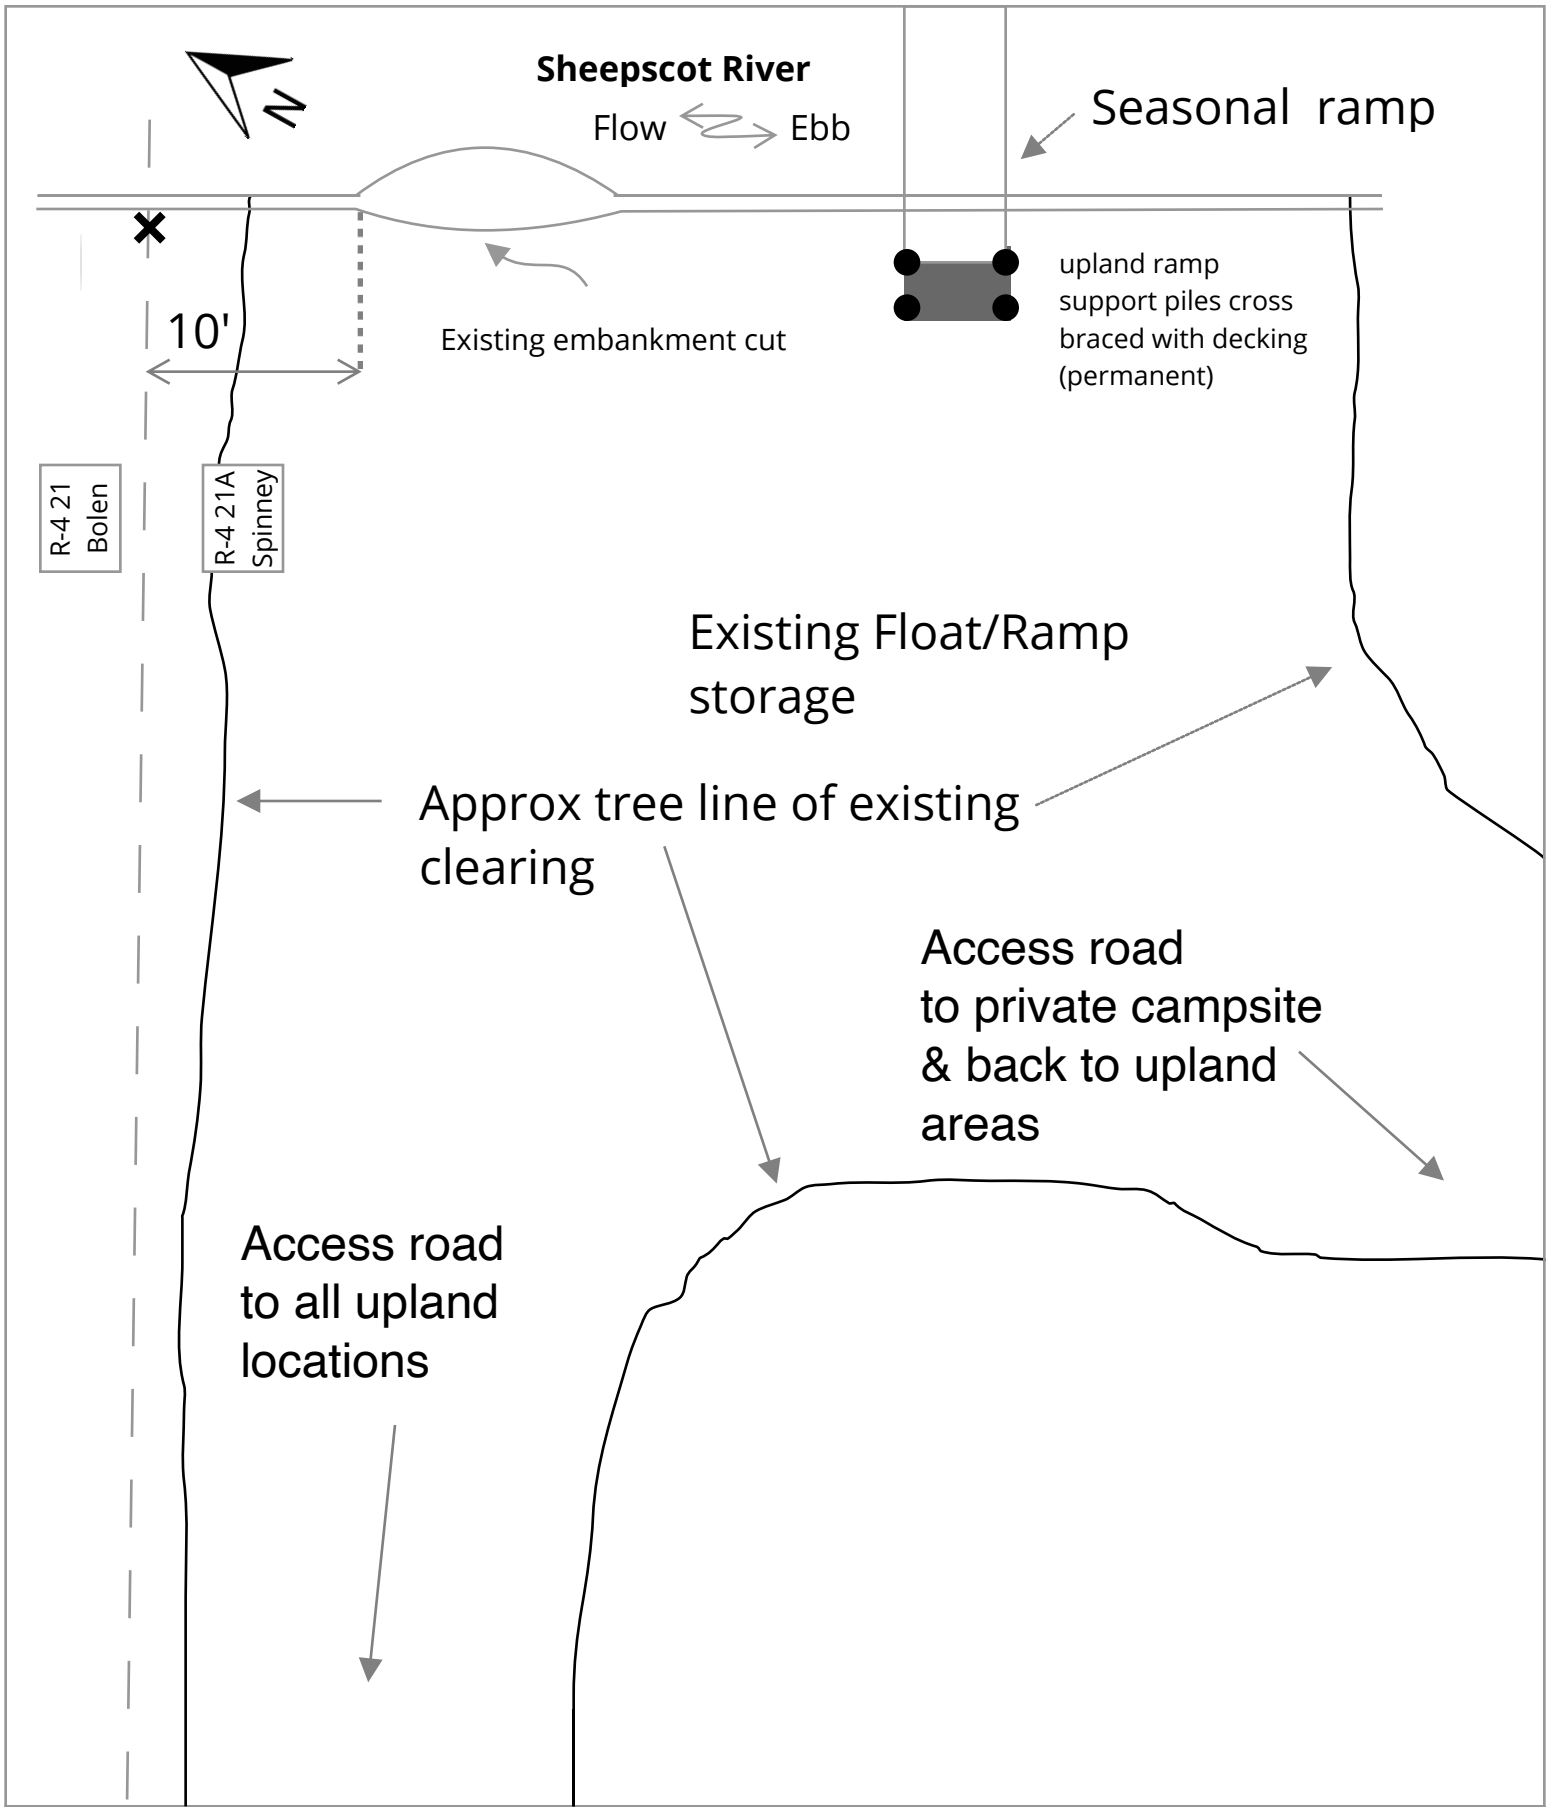 N
Sheepscot River
Flow
Ebb
Seasonal ramp
upland ramp
support piles cross
braced with decking
(permanent)
10'
Existing embankment cut
R-4 21
Bolen
R-4 21A
Spinney
Existing Float/Ramp
storage
Approx tree line of existing
clearing
Access road
to private campsite
& back to upland
areas
Access road
to all upland
locations